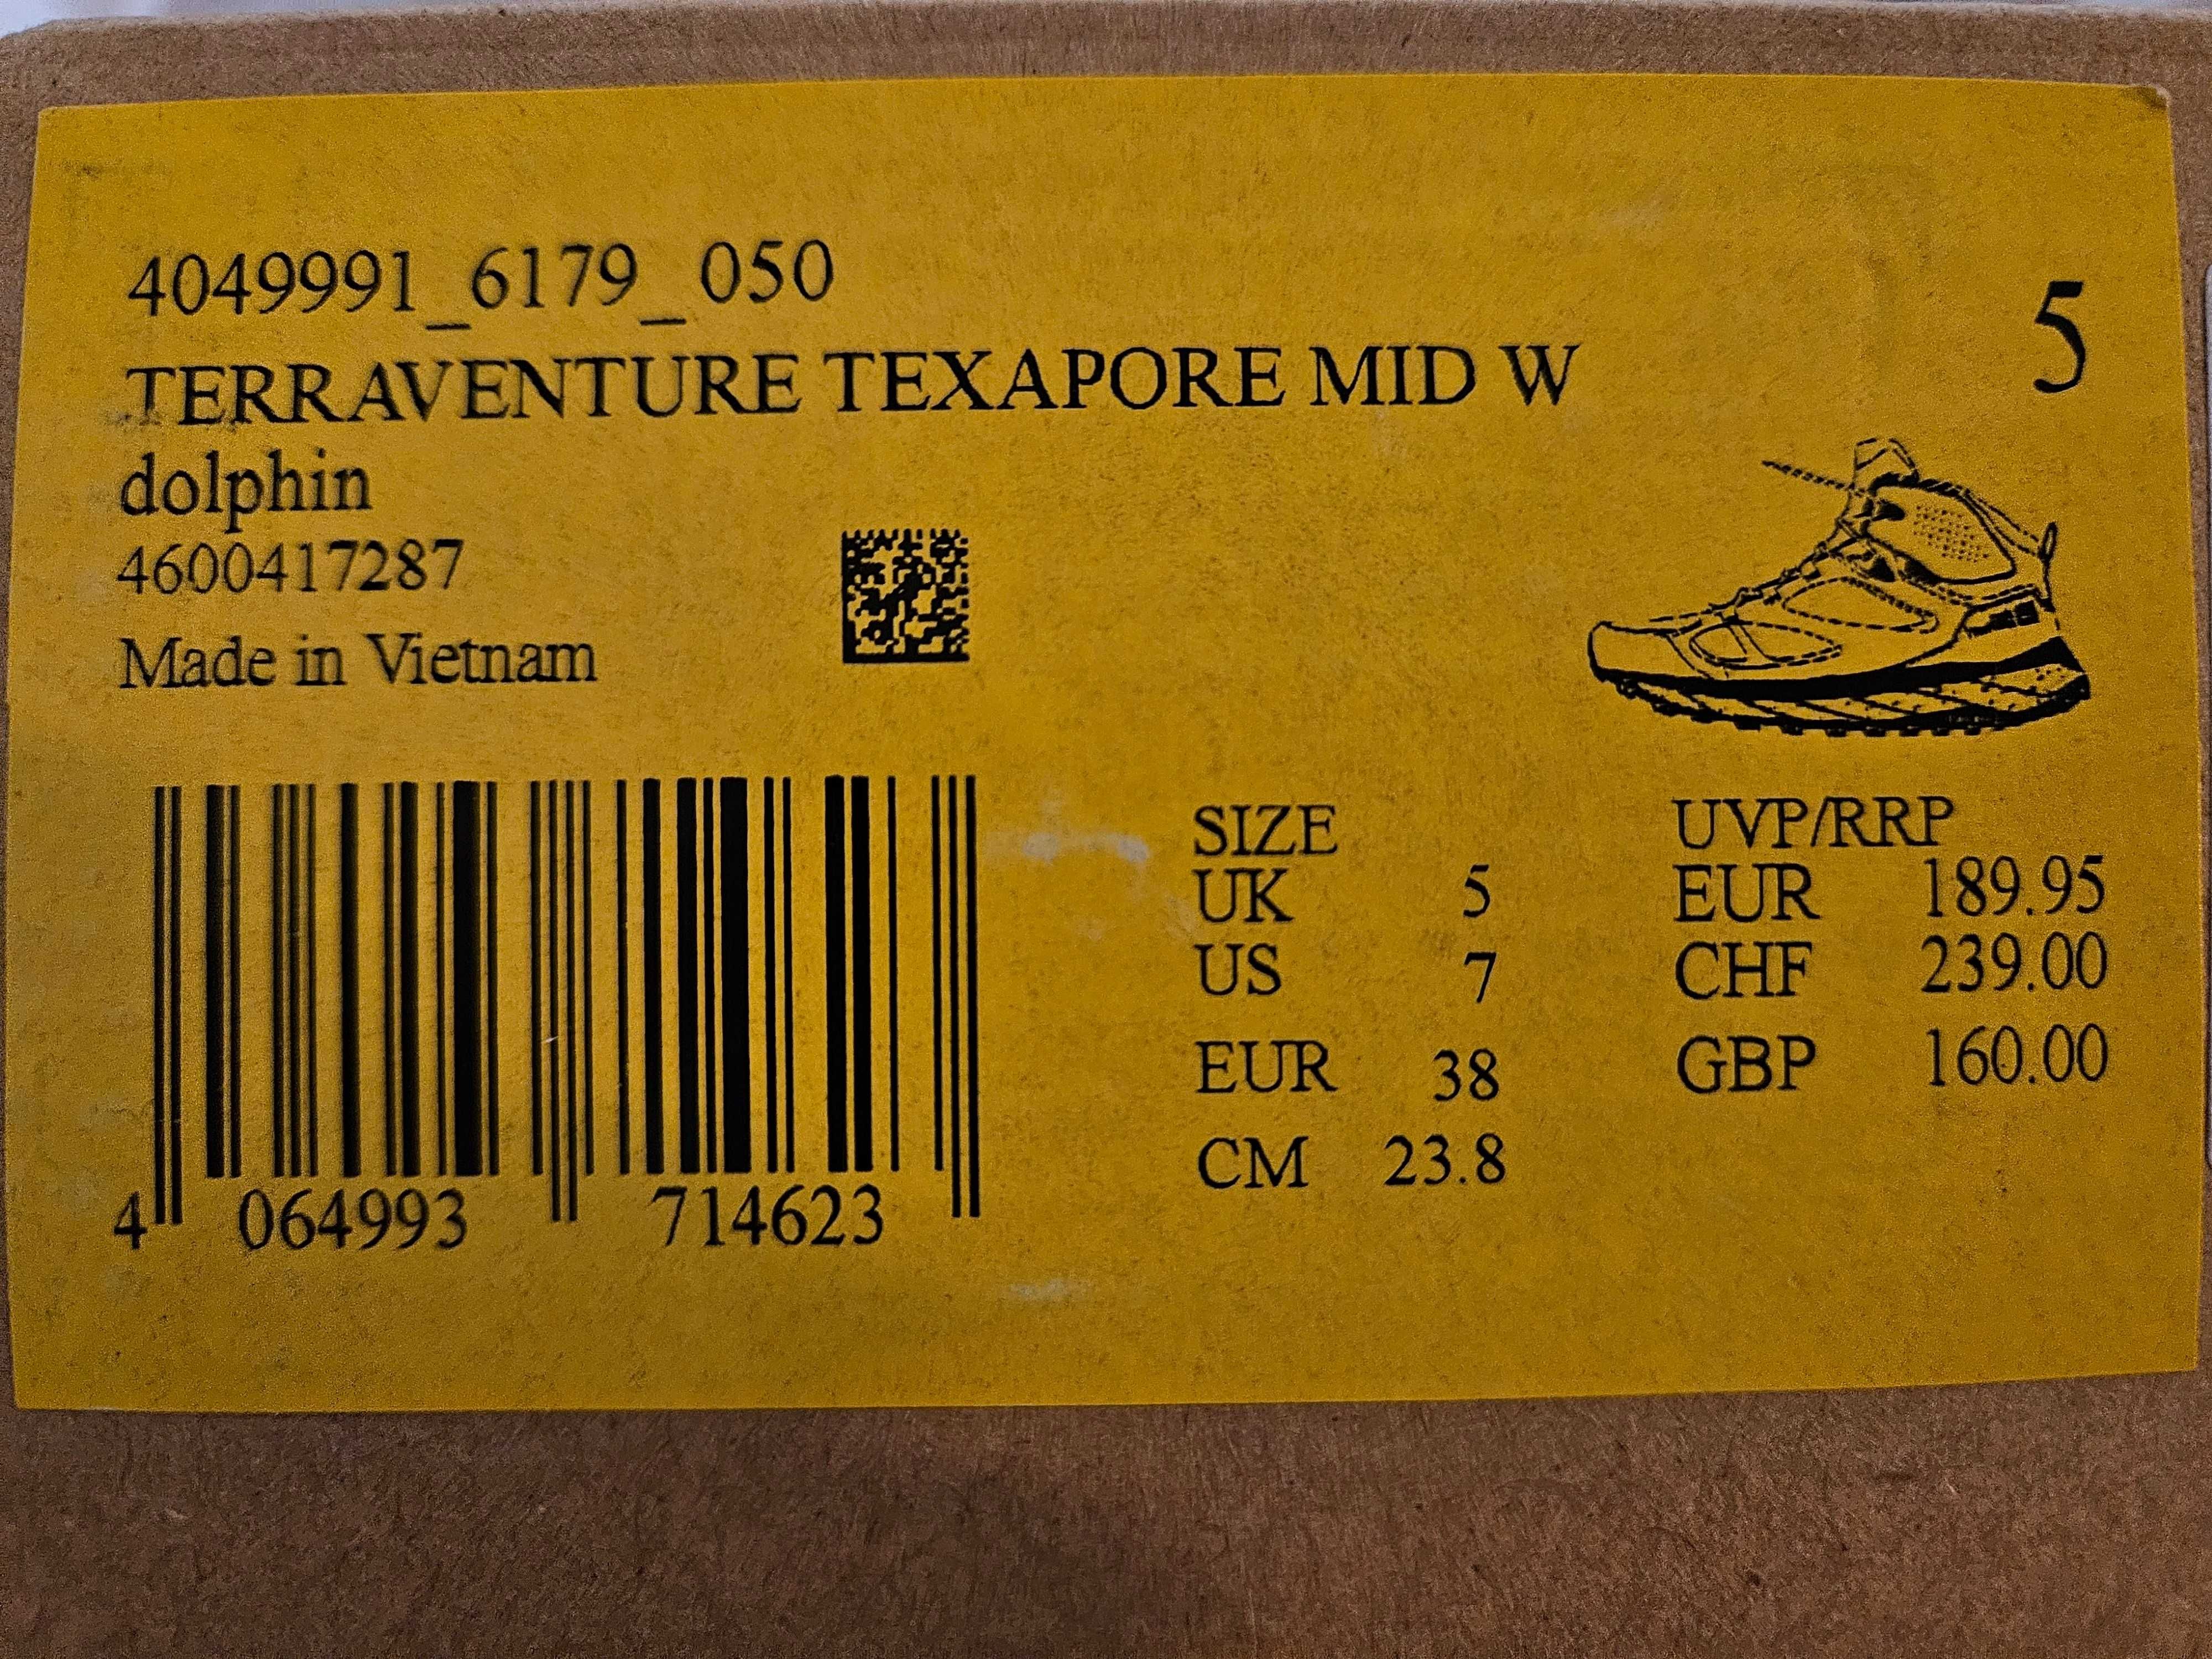 4049991_6179_050
5
TERRAVENTURE TEXAPORE MID W
dolphin
4600417287
Made in Vietnam
4 064993 714623
SIZE
UK 5
US 7
EUR 38
CM 23.8
UVP/RRP
EUR 189.95
CHF 239.00
GBP 160.00